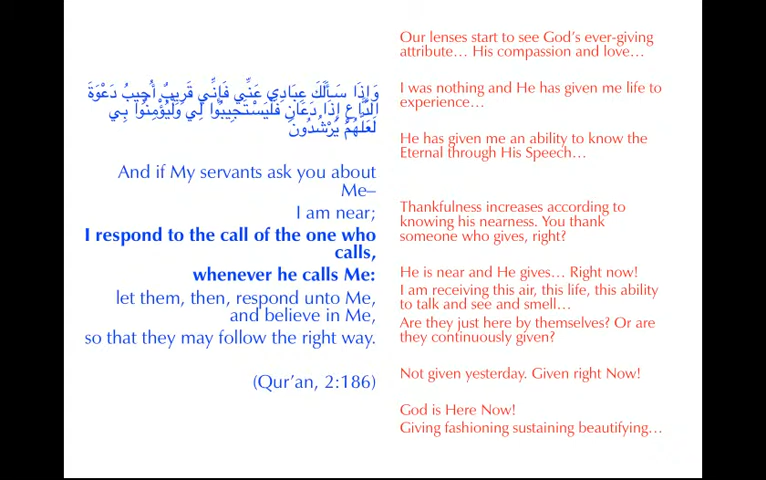 وَإِذَا سَأَلَكَ عِبَادِي عَنِّي فَإِنِّي قَرِيبٌ أُجِيبُ دَعْوَةَ
الدَّاعِ إِذَا دَعَانِ فَلْيَسْتَجِيبُوا لِي وَلْيُؤْمِنُوا بِي
لَعَلَّهُمْ يَرْشُدُونَ
And if My servants ask you about
Me–
I am near;
I respond to the call of the one who
calls,
whenever he calls Me:
let them, then, respond unto Me,
and believe in Me,
so that they may follow the right way.
(Qur’an, 2:186)
Our lenses start to see God’s ever-giving
attribute… His compassion and love…
I was nothing and He has given me life to
experience…
He has given me an ability to know the
Eternal through His Speech…
Thankfulness increases according to
knowing his nearness. You thank
someone who gives, right?
He is near and He gives… Right now!
I am receiving this air, this life, this ability
to talk and see and smell…
Are they just here by themselves? Or are
they continuously given?
Not given yesterday. Given right Now!
God is Here Now!
Giving fashioning sustaining beautifying…